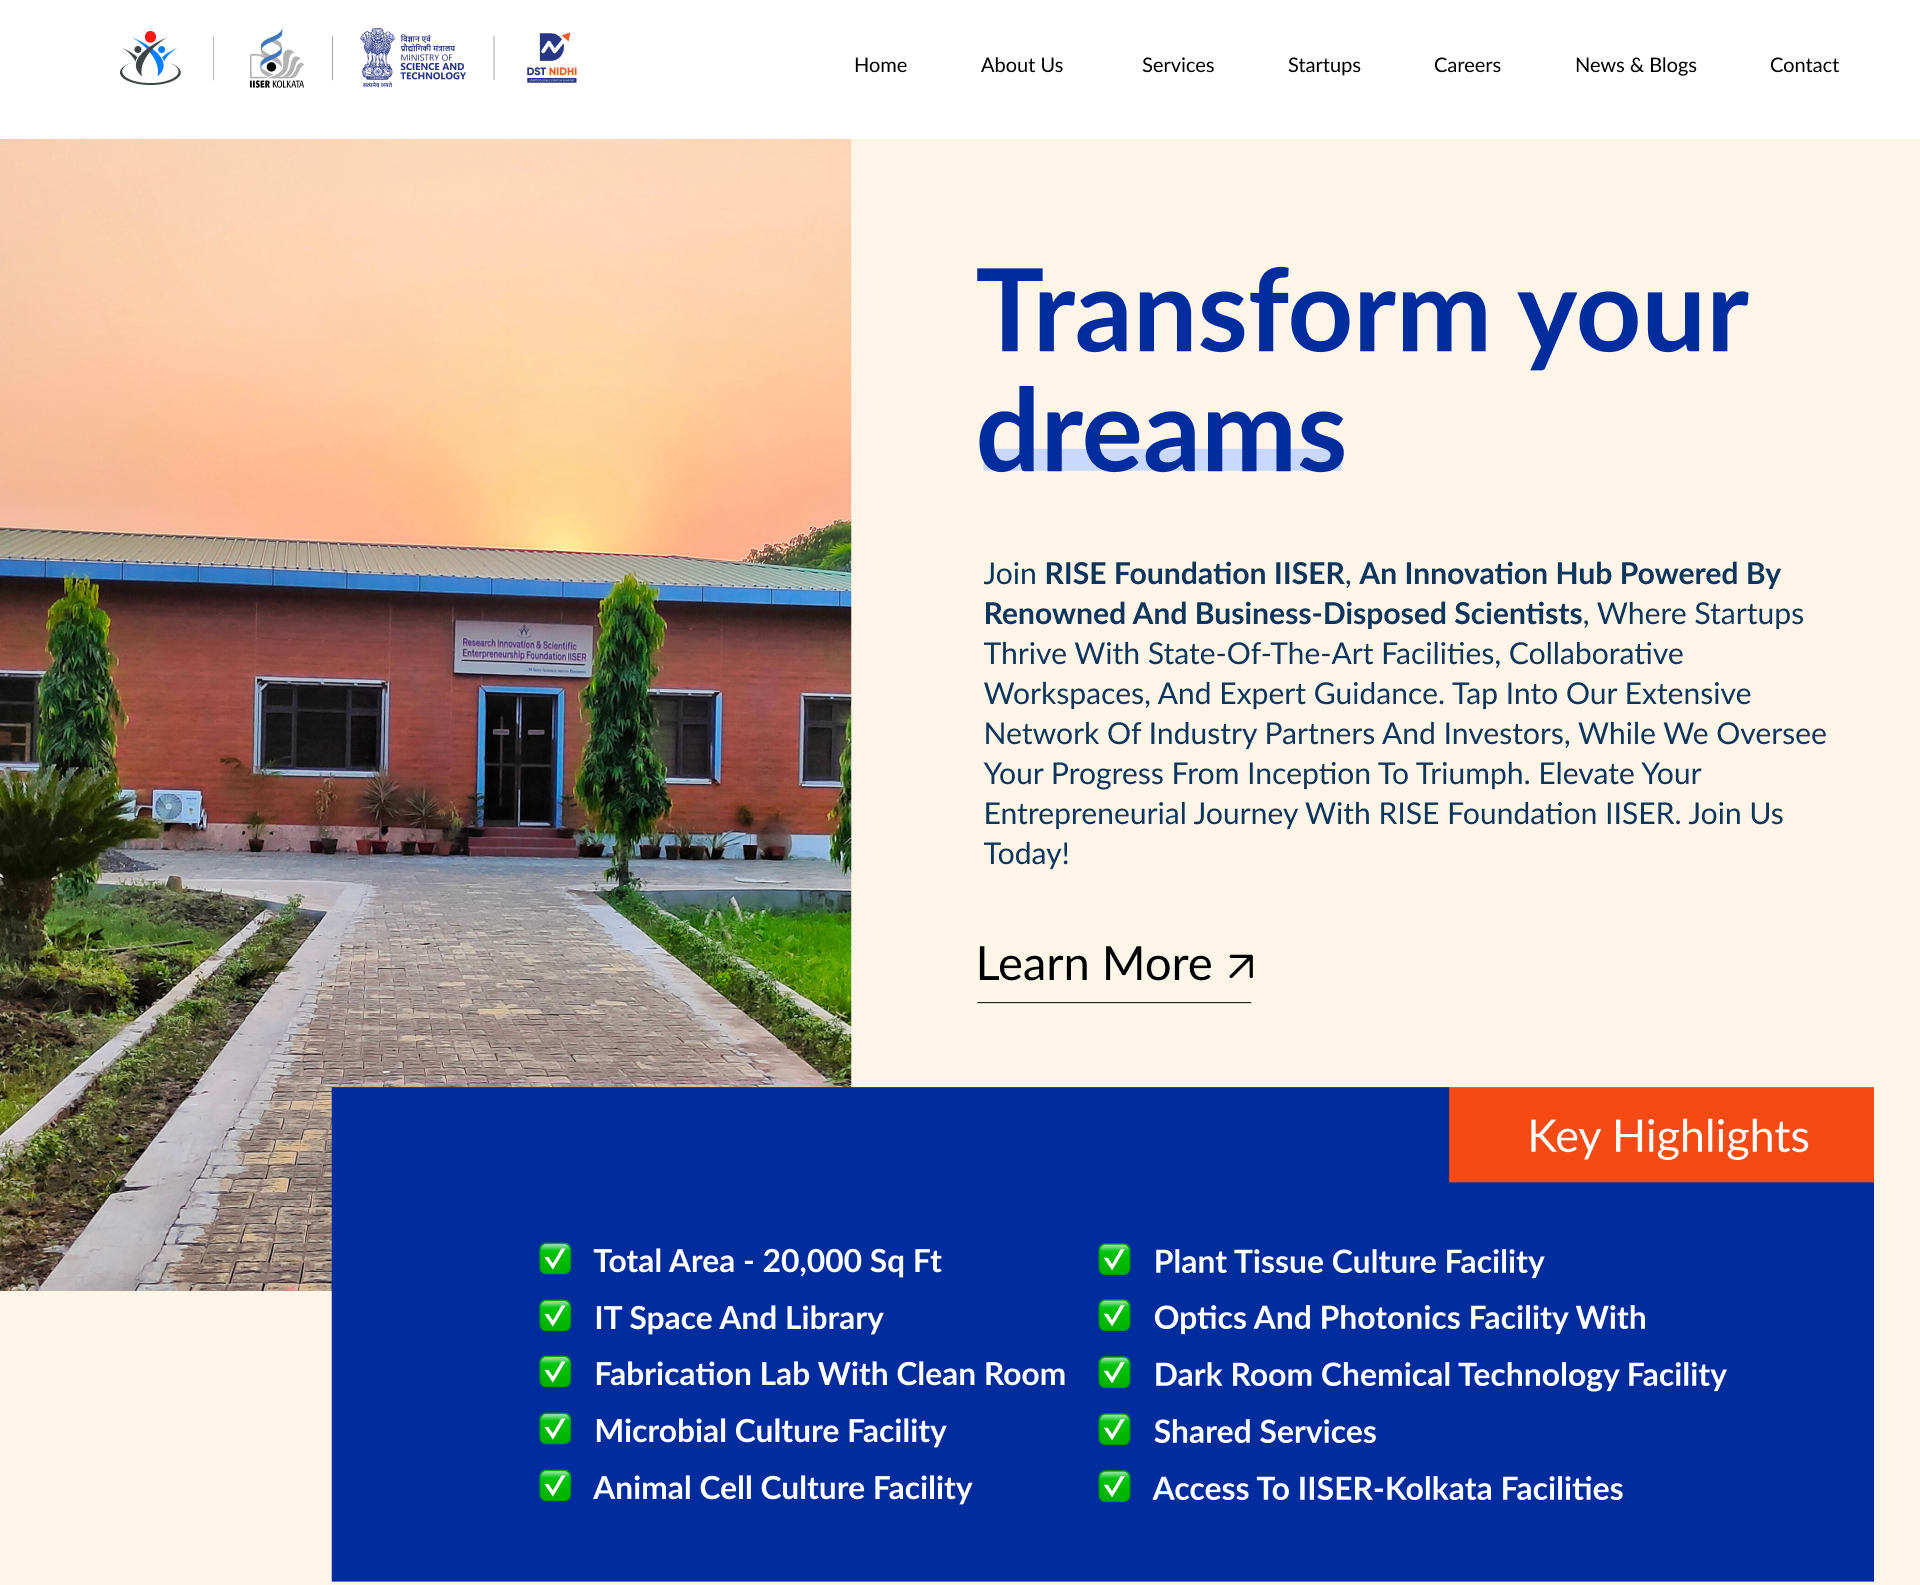 IISER KOLKATA
विज्ञान एवं
प्रौद्योगिकी मंत्रालय
MINISTRY OF
SCIENCE AND
TECHNOLOGY
सत्यमेव जयते
DST NIDHI
Home About Us Services Startups Careers News & Blogs Contact
Transform your
dreams
Join RISE Foundation IISER, An Innovation Hub Powered By
Renowned And Business-Disposed Scientists, Where Startups
Thrive With State-Of-The-Art Facilities, Collaborative
Workspaces, And Expert Guidance. Tap Into Our Extensive
Network Of Industry Partners And Investors, While We Oversee
Your Progress From Inception To Triumph. Elevate Your
Entrepreneurial Journey With RISE Foundation IISER. Join Us
Today!
Learn More
Research Innovation & Scientific
Enterpreneurship Foundation IISER
Key Highlights
Total Area - 20,000 Sq Ft
IT Space And Library
Fabrication Lab With Clean Room
Microbial Culture Facility
Animal Cell Culture Facility
Plant Tissue Culture Facility
Optics And Photonics Facility With
Dark Room Chemical Technology Facility
Shared Services
Access To IISER-Kolkata Facilities